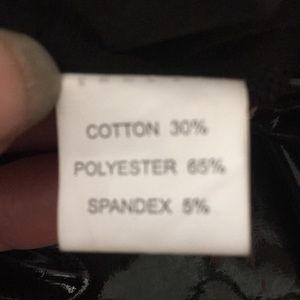 COTTON 30%
POLYESTER 65%
SPANDEX 5%